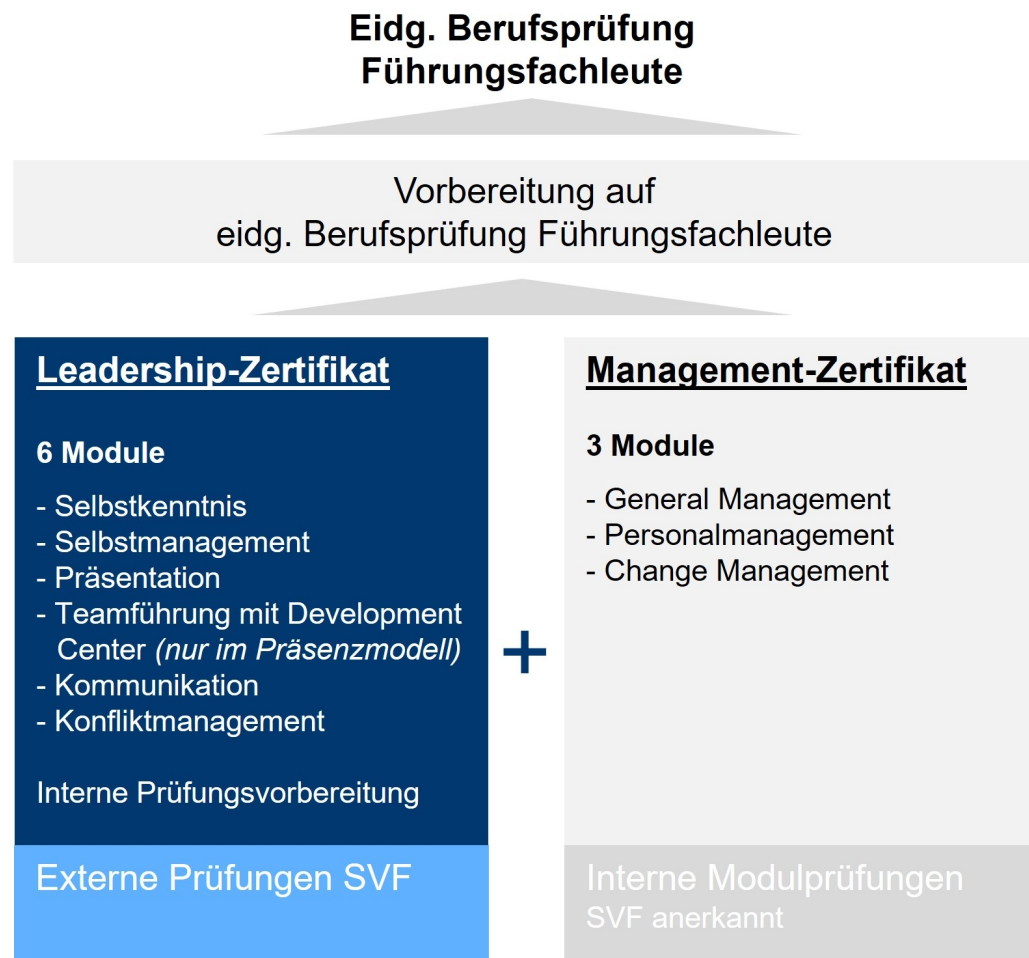 Eidg. Berufsprüfung
Führungsfachleute
Vorbereitung auf
eidg. Berufsprüfung Führungsfachleute
Leadership-Zertifikat
6 Module
- Selbstkenntnis
- Selbstmanagement
- Präsentation
- Teamführung mit Development
Center (nur im Präsenzmodell)
- Kommunikation
- Konfliktmanagement
Interne Prüfungsvorbereitung
Externe Prüfungen SVF
+
Management-Zertifikat
3 Module
- General Management
- Personalmanagement
- Change Management
Interne Modulprüfungen
SVF anerkannt